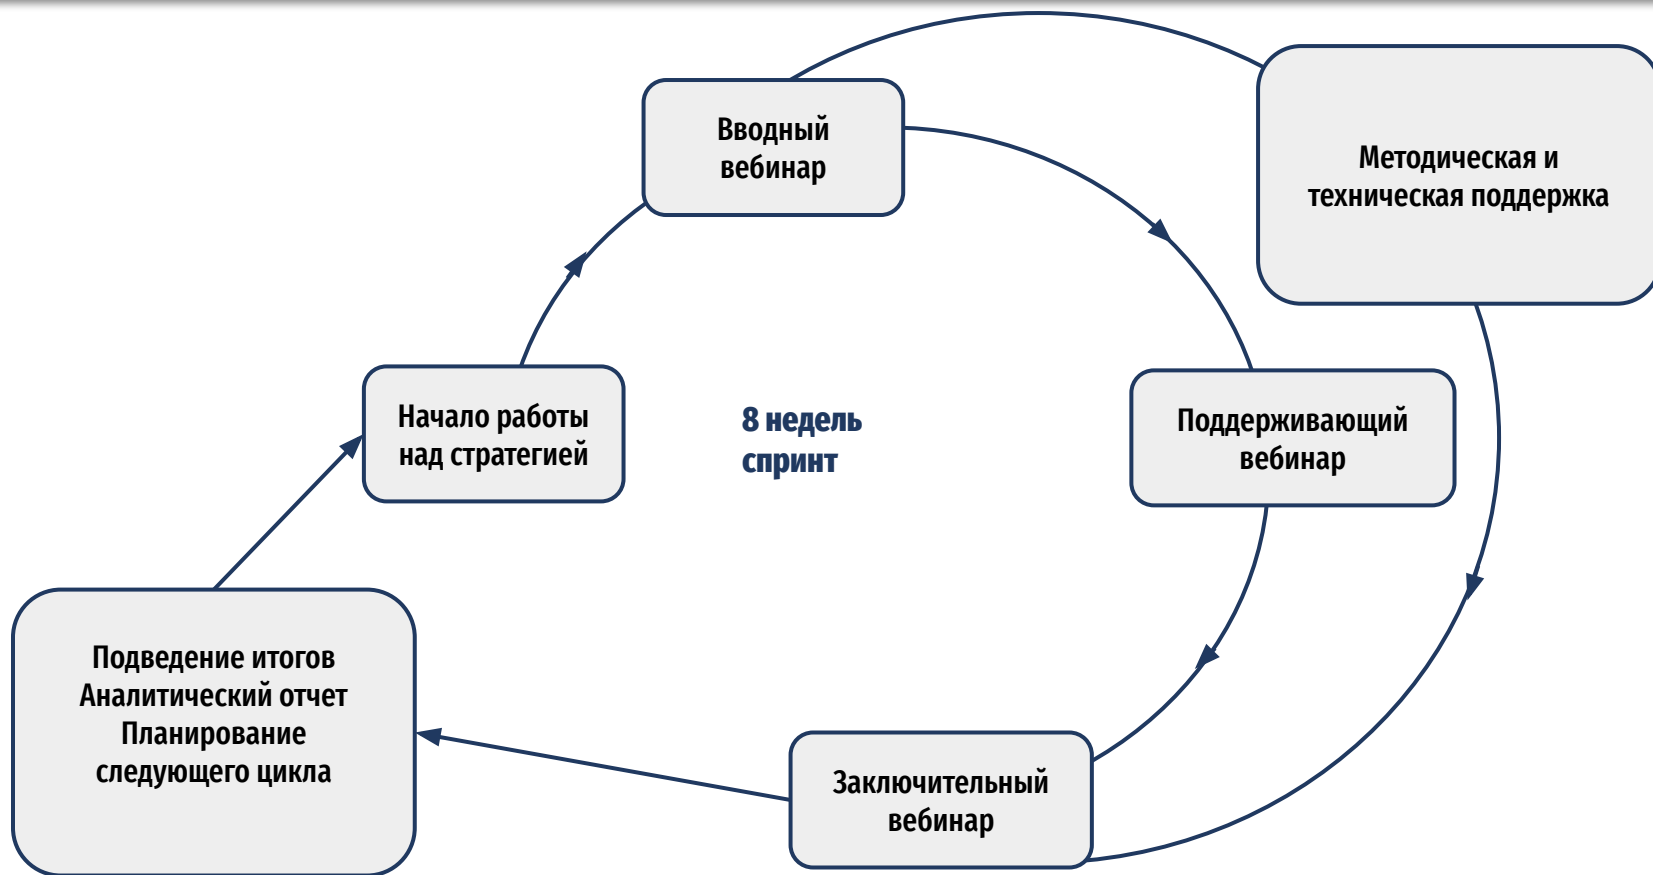 Вводный
вебинар
Методическая и
техническая поддержка
Начало работы
над стратегией
8 недель
спринт
Поддерживающий
вебинар
Подведение итогов
Аналитический отчет
Планирование
следующего цикла
Заключительный
вебинар